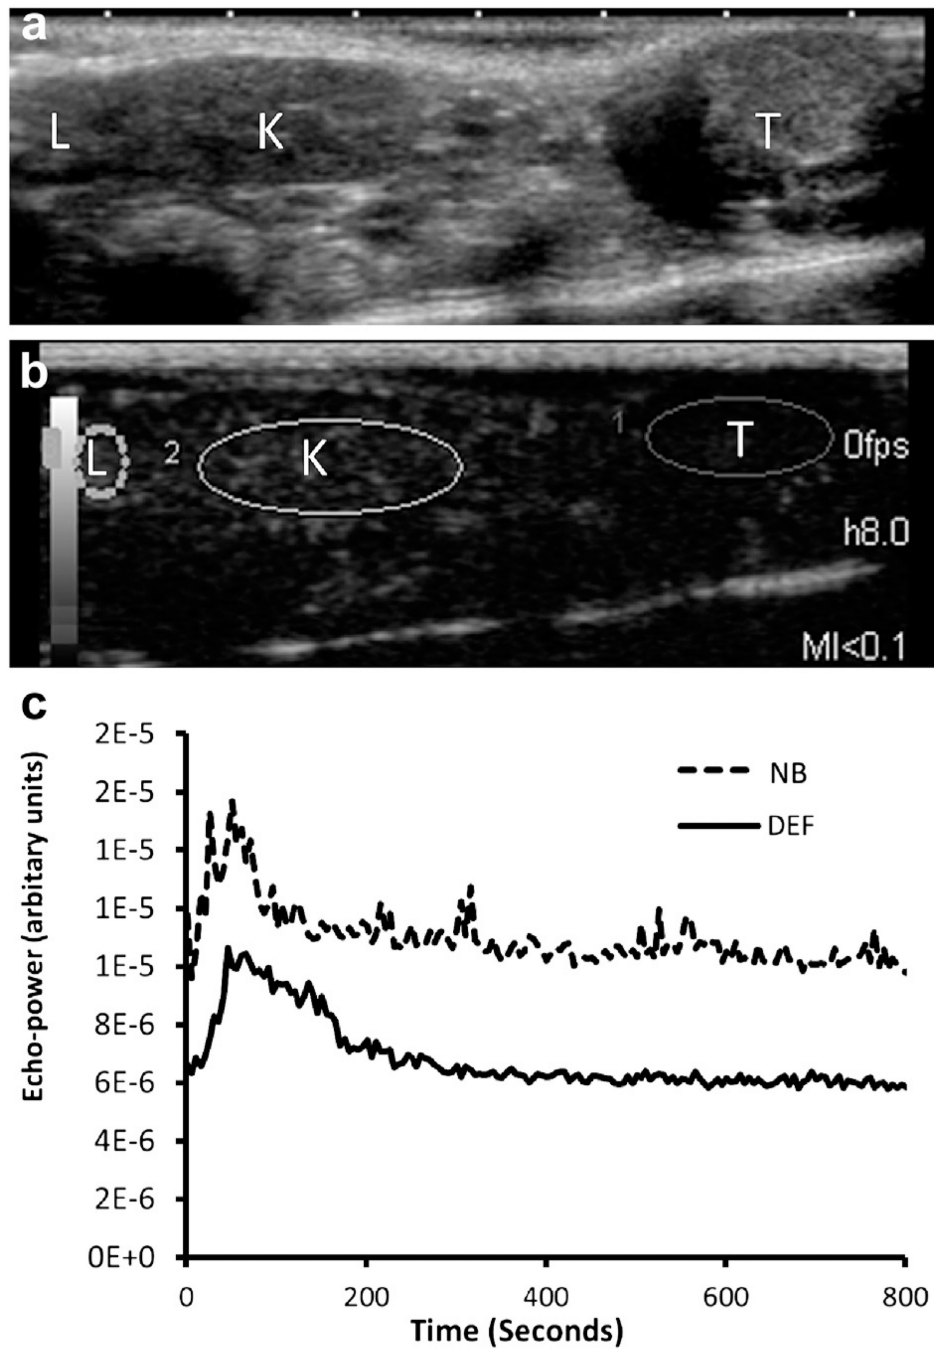 a
L K T
b
L 2 K 1 T 0fps
h8.0
MI<0.1
c
Echo-power (arbitary units)
2E-5
2E-5
1E-5
1E-5
1E-5
8E-6
6E-6
4E-6
2E-6
0E+0
NB
DEF
0 200 400 600 800
Time (Seconds)